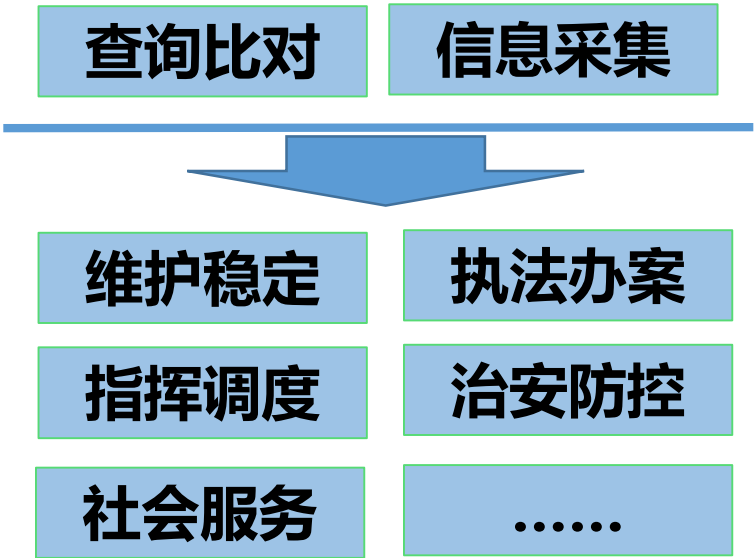 查询比对 信息采集
维护稳定 执法办案
指挥调度 治安防控
社会服务 ……